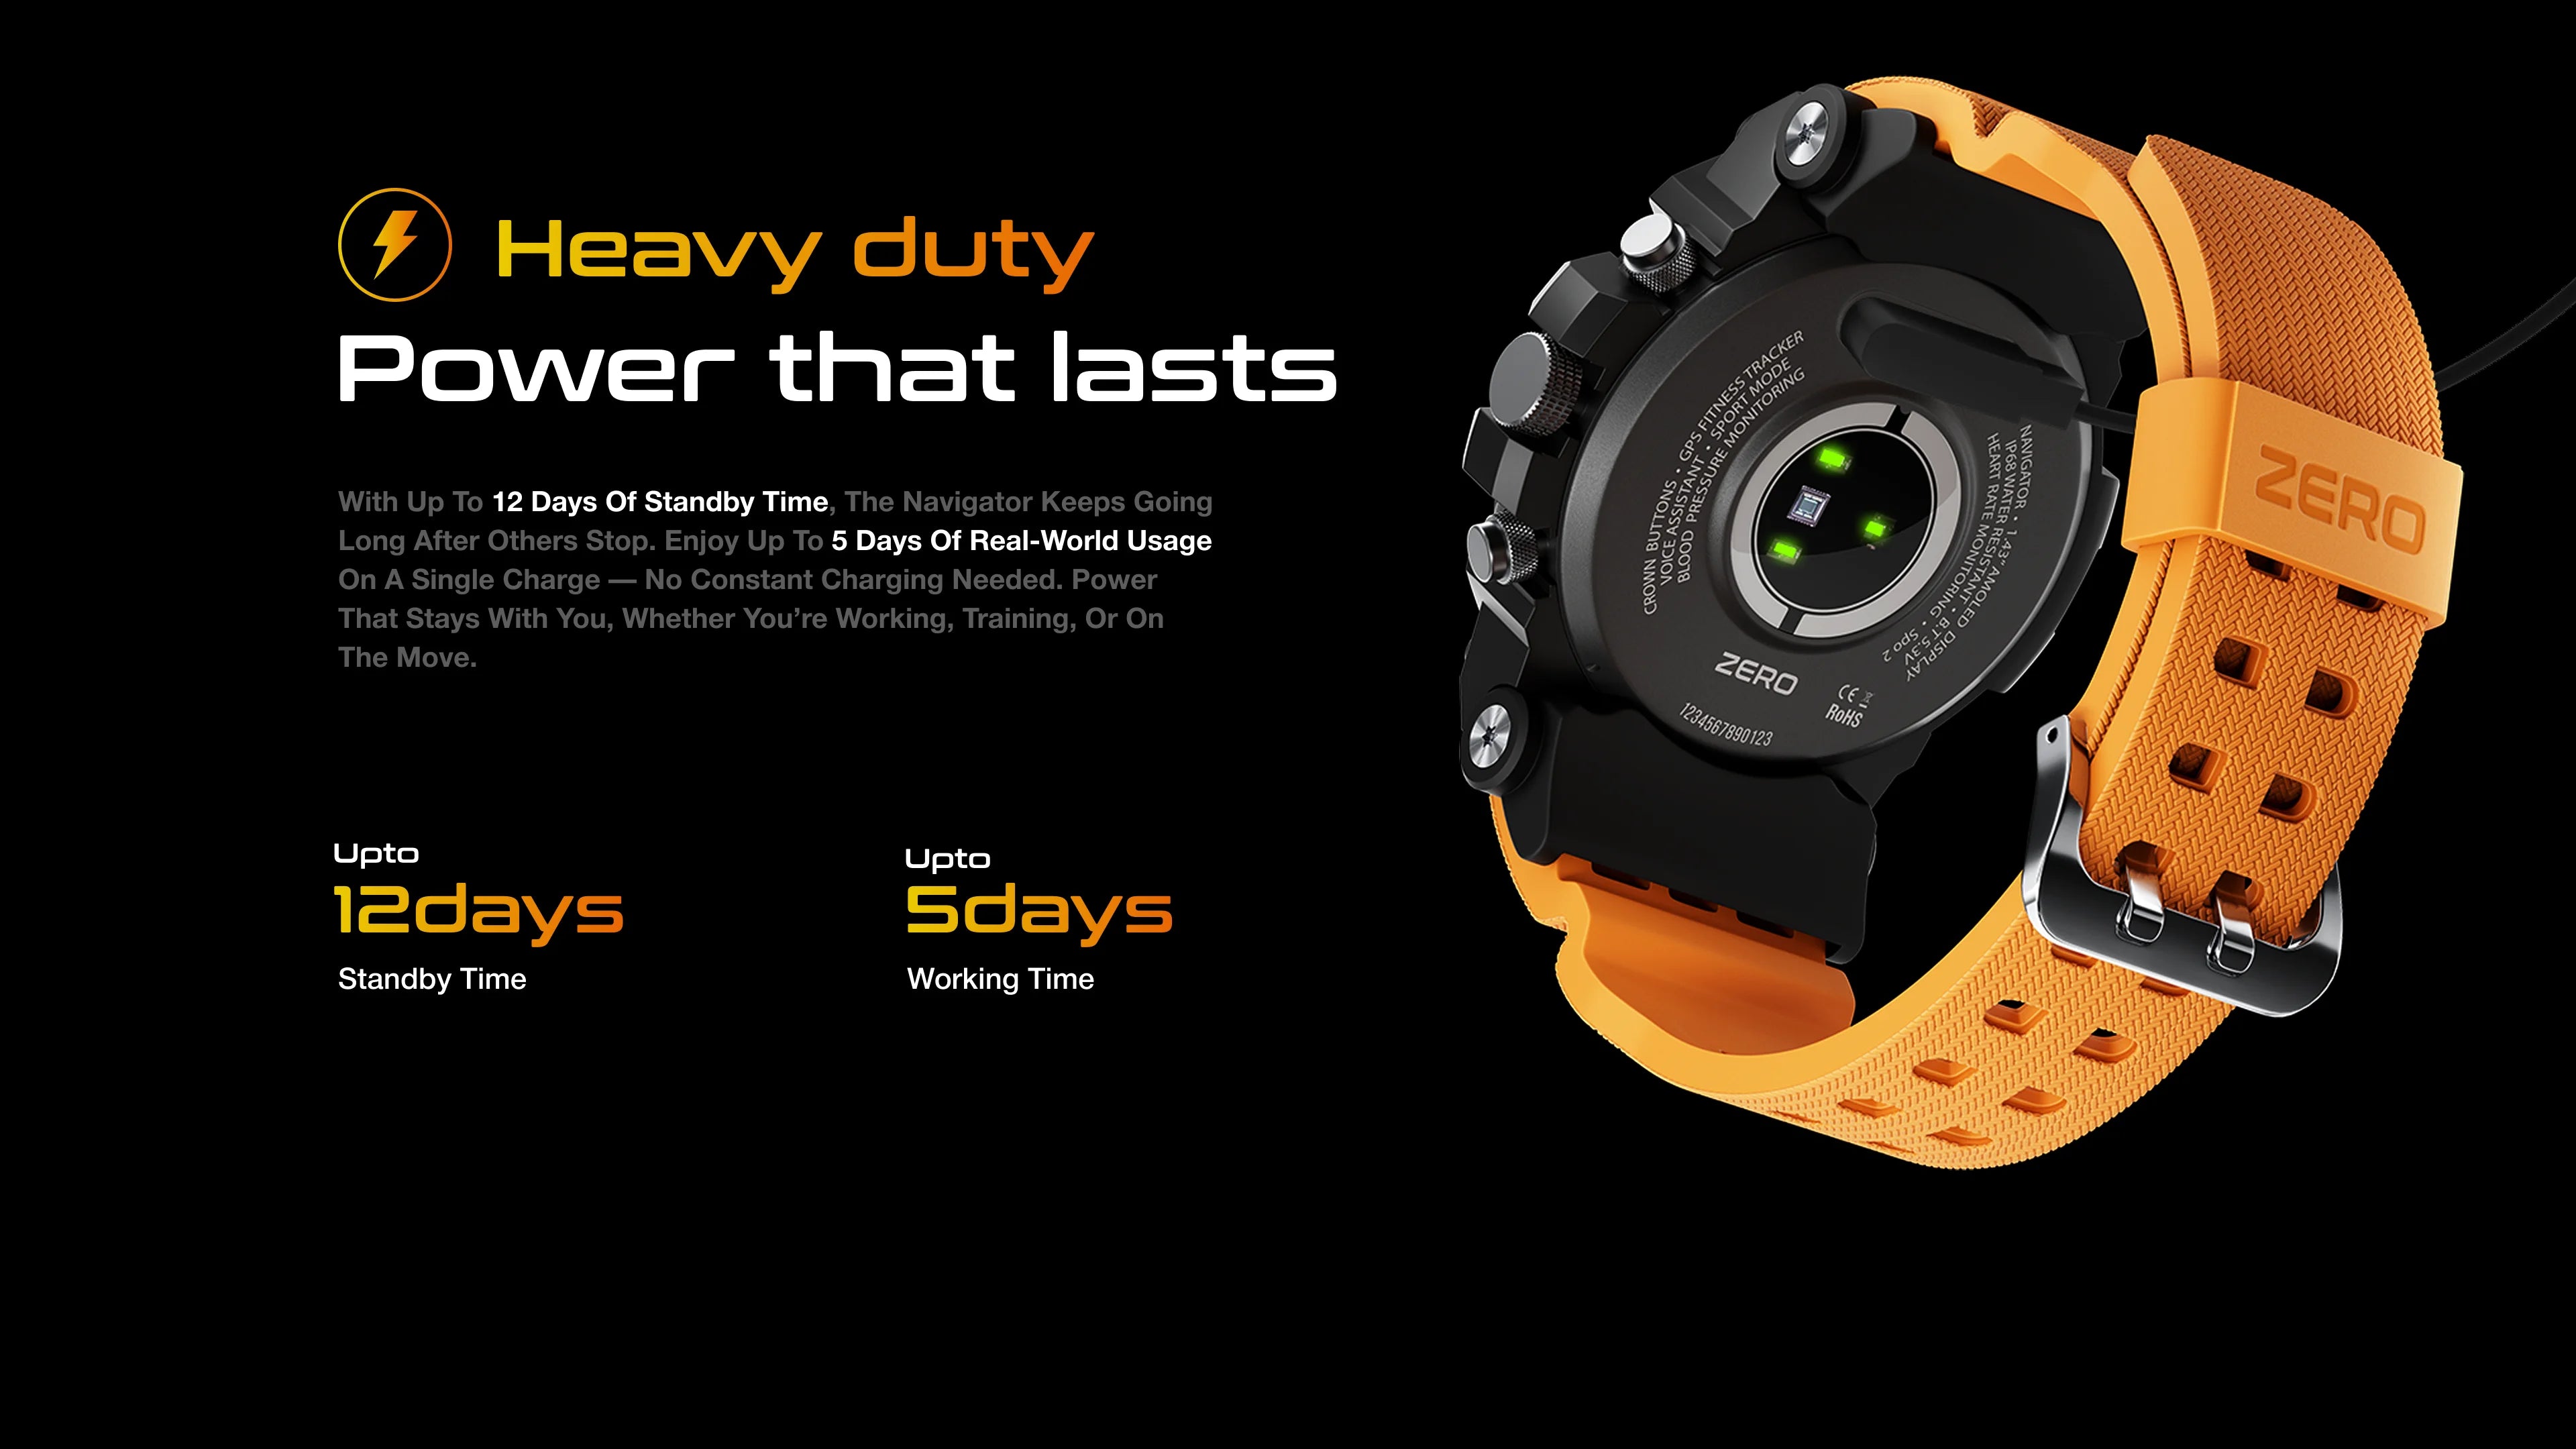 Heavy duty
Power that lasts
With Up To 12 Days Of Standby Time, The Navigator Keeps Going
Long After Others Stop. Enjoy Up To 5 Days Of Real-World Usage
On A Single Charge — No Constant Charging Needed. Power
That Stays With You, Whether You’re Working, Training, Or On
The Move.
Upto
12days
Standby Time
Upto
5days
Working Time
CROWN BUTTONS • GPS FITNESS TRACKER
VOICE ASSISTANT • SPORT MODE
BLOOD PRESSURE MONITORING
NAVIGATOR • 1.43" AMOLED DISPLAY
IP68 WATER RESISTANT • B.T 5.3V
HEART RATE MONITORING • Spo 2
ZERO
CE
RoHS
1234567890123
ZERO